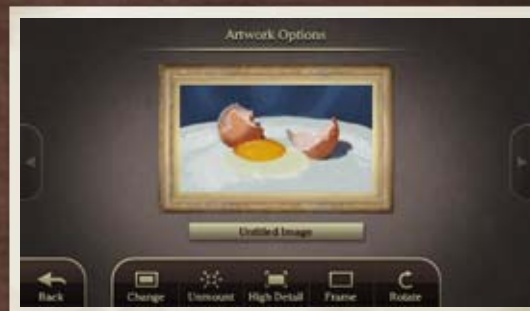 Artwork Options
Untitled Image
Back
Change
Unmount
High Detail
Frame
Rotate